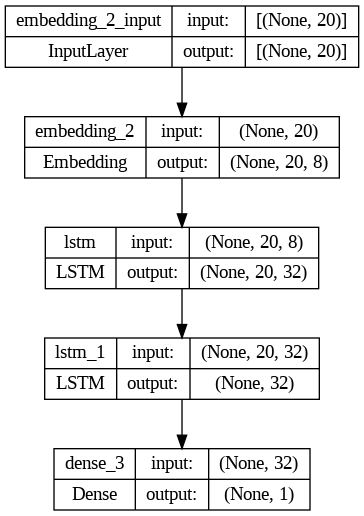 embedding_2_input input: [(None, 20)]
InputLayer output: [(None, 20)]
embedding_2 input: (None, 20)
Embedding output: (None, 20, 8)
lstm input: (None, 20, 8)
LSTM output: (None, 20, 32)
lstm_1 input: (None, 20, 32)
LSTM output: (None, 32)
dense_3 input: (None, 32)
Dense output: (None, 1)